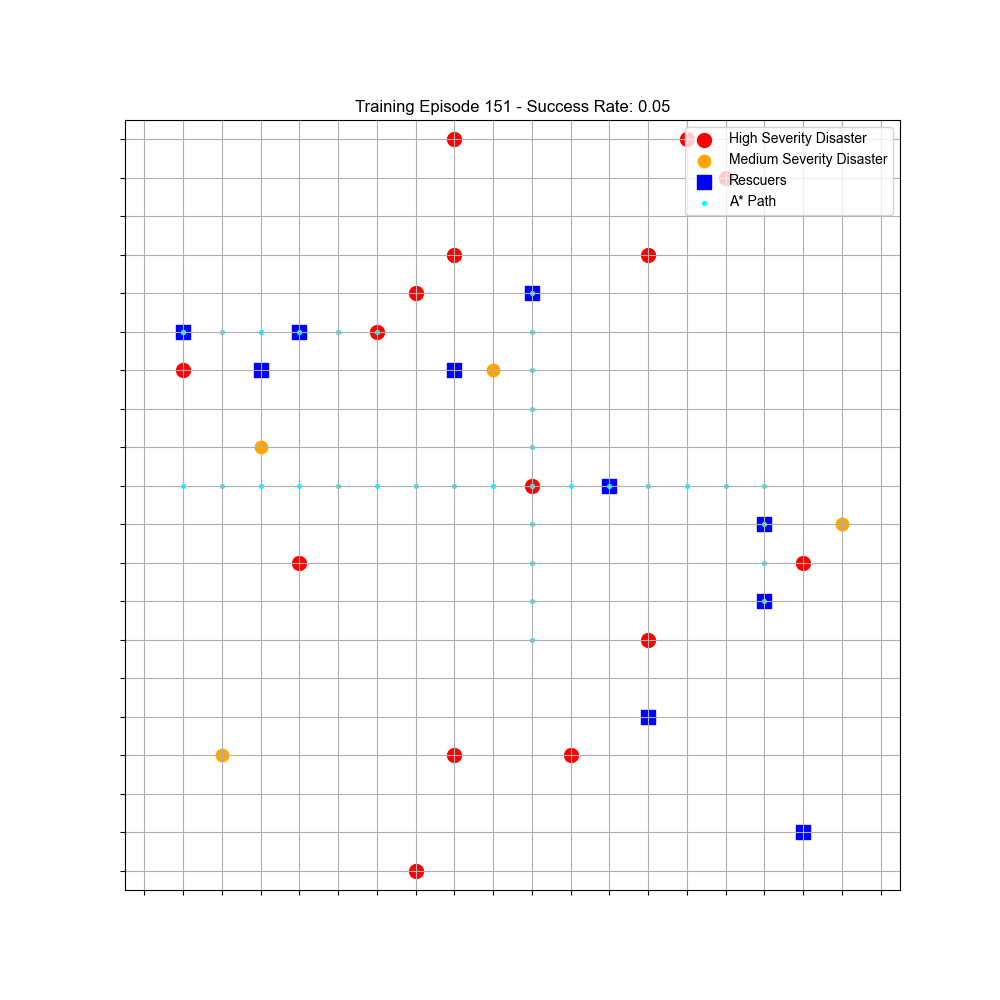 Training Episode 151 - Success Rate: 0.05
High Severity Disaster
Medium Severity Disaster
Rescuers
A* Path